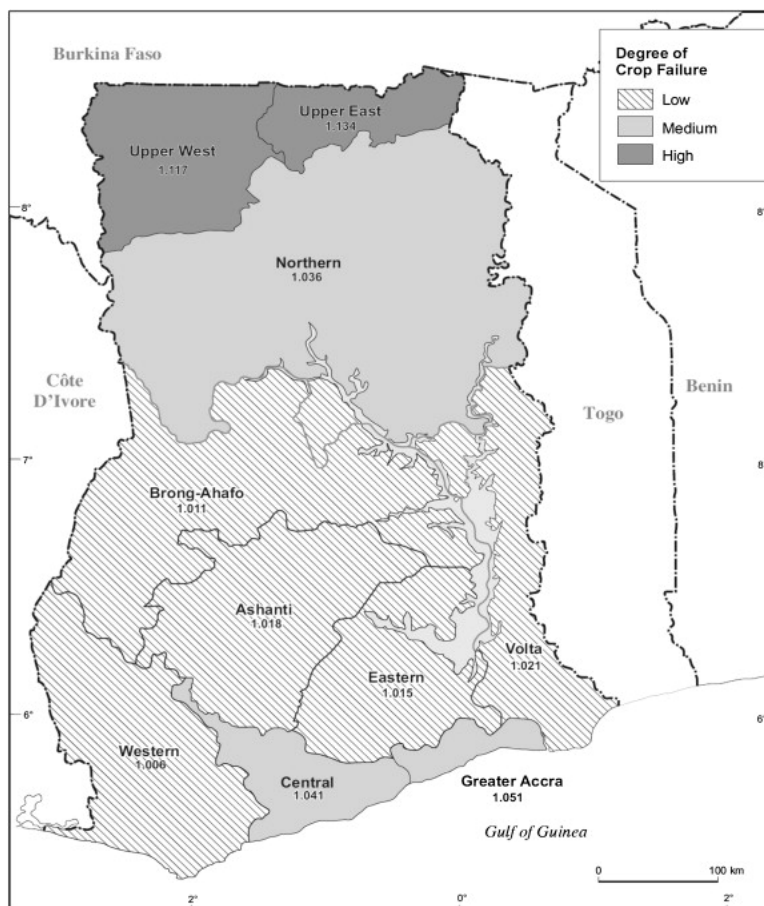 Burkina Faso
Degree of
Crop Failure
Low
Medium
High
Upper East
1.134
Upper West
1.117
8°
8°
Northern
1.036
Côte
D'Ivore
Togo
Benin
7°
8°
Brong-Ahafo
1.011
Ashanti
1.018
Volta
1.021
Eastern
1.015
6°
6°
Western
1.006
Central
1.041
Greater Accra
1.051
Gulf of Guinea
0
100 km
2°
0°
2°